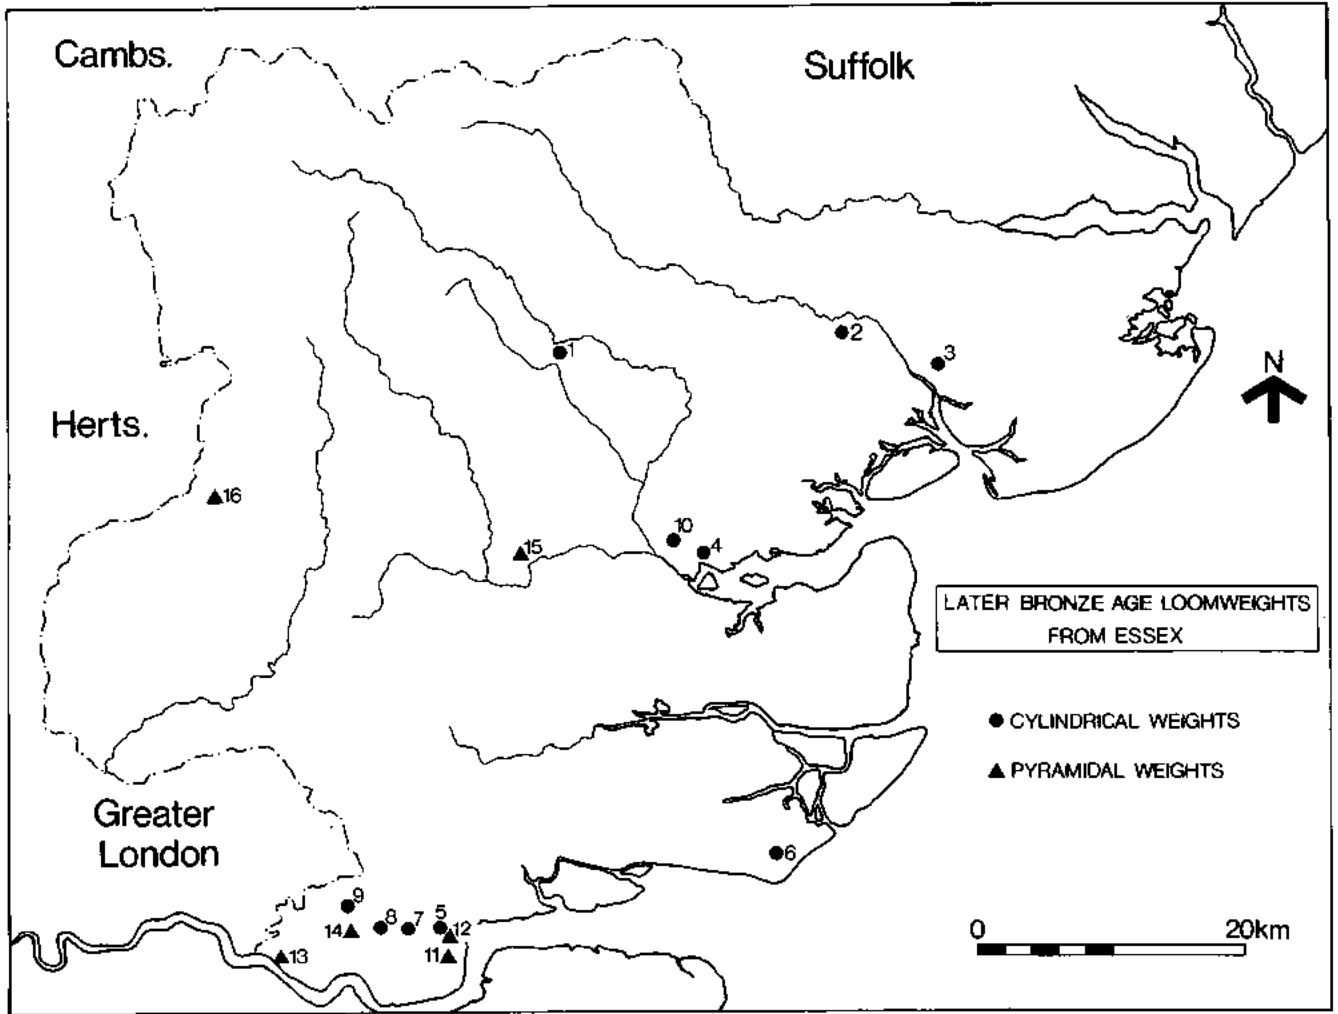 Cambs.
Suffolk
2
1
3
N
Herts.
16
10
4
15
LATER BRONZE AGE LOOMWEIGHTS
FROM ESSEX
CYLINDRICAL WEIGHTS
PYRAMIDAL WEIGHTS
Greater
London
6
9
8
7
5
14
12
13
11
0
20km